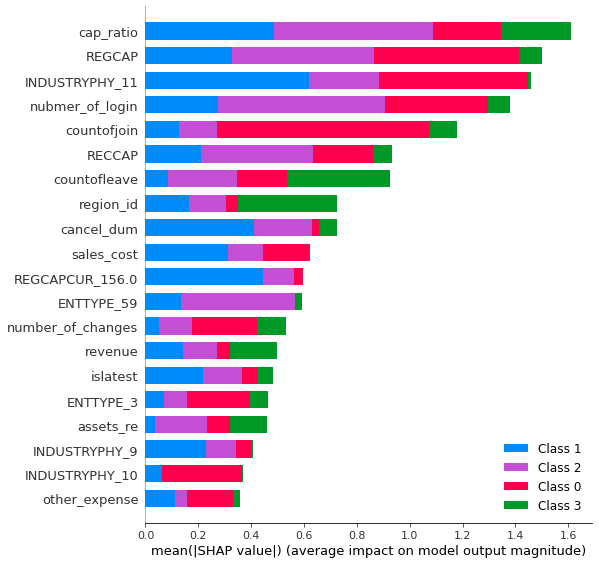 cap_ratio
REGCAP
INDUSTRYPHY_11
nubmer_of_login
countofjoin
RECCAP
countofleave
region_id
cancel_dum
sales_cost
REGCAPCUR_156.0
ENTTYPE_59
number_of_changes
revenue
islatest
ENTTYPE_3
assets_re
INDUSTRYPHY_9
INDUSTRYPHY_10
other_expense
Class 1
Class 2
Class 0
Class 3
0.0 0.2 0.4 0.6 0.8 1.0 1.2 1.4 1.6
mean(|SHAP value|) (average impact on model output magnitude)